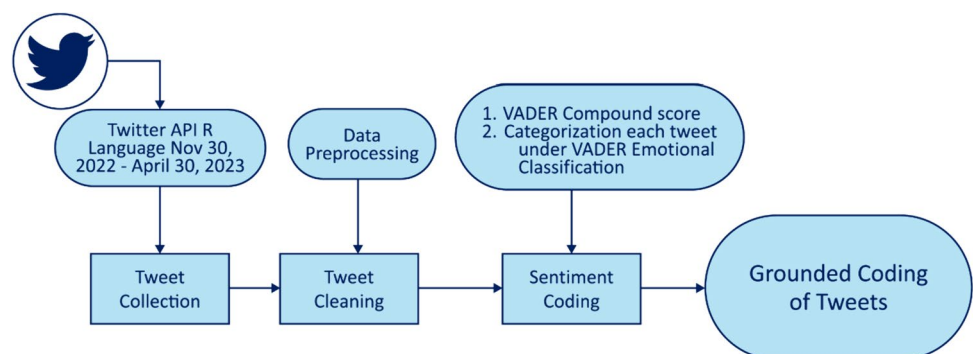 Twitter API R
Language Nov 30,
2022 - April 30, 2023
Data
Preprocessing
1. VADER Compound score
2. Categorization each tweet
under VADER Emotional
Classification
Tweet
Collection
Tweet
Cleaning
Sentiment
Coding
Grounded Coding
of Tweets